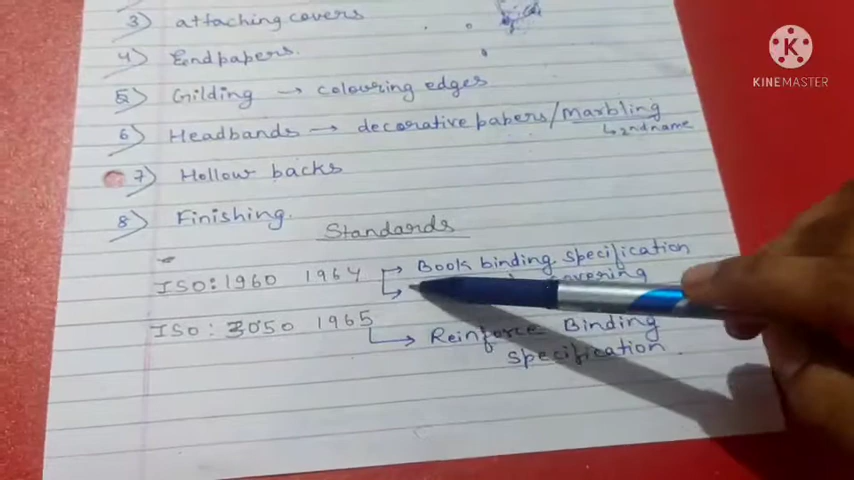 3) attaching covers
4) Endpapers.
5) Gilding → colouring edges
6) Headbands → decorative papers/Marbling
↳ 2nd name
7) Hollow backs
8) Finishing.
Standards
ISO:1960 1964 → Book binding specification
→ covering
ISO: 3050 1965
→ Reinforce Binding
specification.
K
KINEMASTER